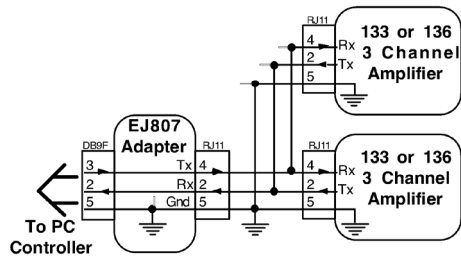 RJ11
133 or 136
3 Channel
Amplifier
4
Rx
2
Tx
5
EJ807
Adapter
DB9F
RJ11
RJ11
133 or 136
3 Channel
Amplifier
3
Tx
4
4
Rx
2
Rx
2
2
Tx
5
Gnd
5
5
To PC
Controller